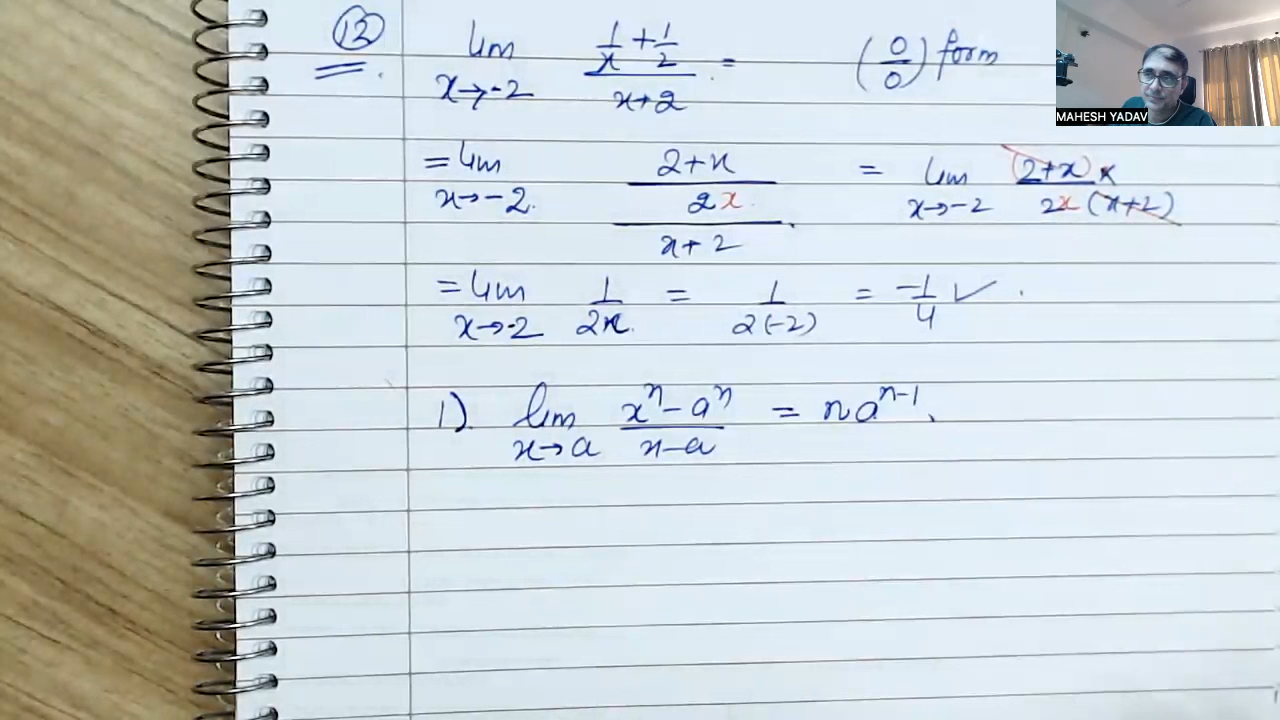 (12) lim x→-2 (1/x + 1/2)/(x+2) = (0/0) form
MAHESH YADAV
= lim x→-2. ((2+x)/(2x))/(x+2) = lim x→-2 (2+x) x/(2x(x+2))
= lim x→-2 1/(2x). = 1/(2(-2)) = -1/4 ✓.
1). lim x→a (xⁿ-aⁿ)/(x-a) = naⁿ⁻¹.